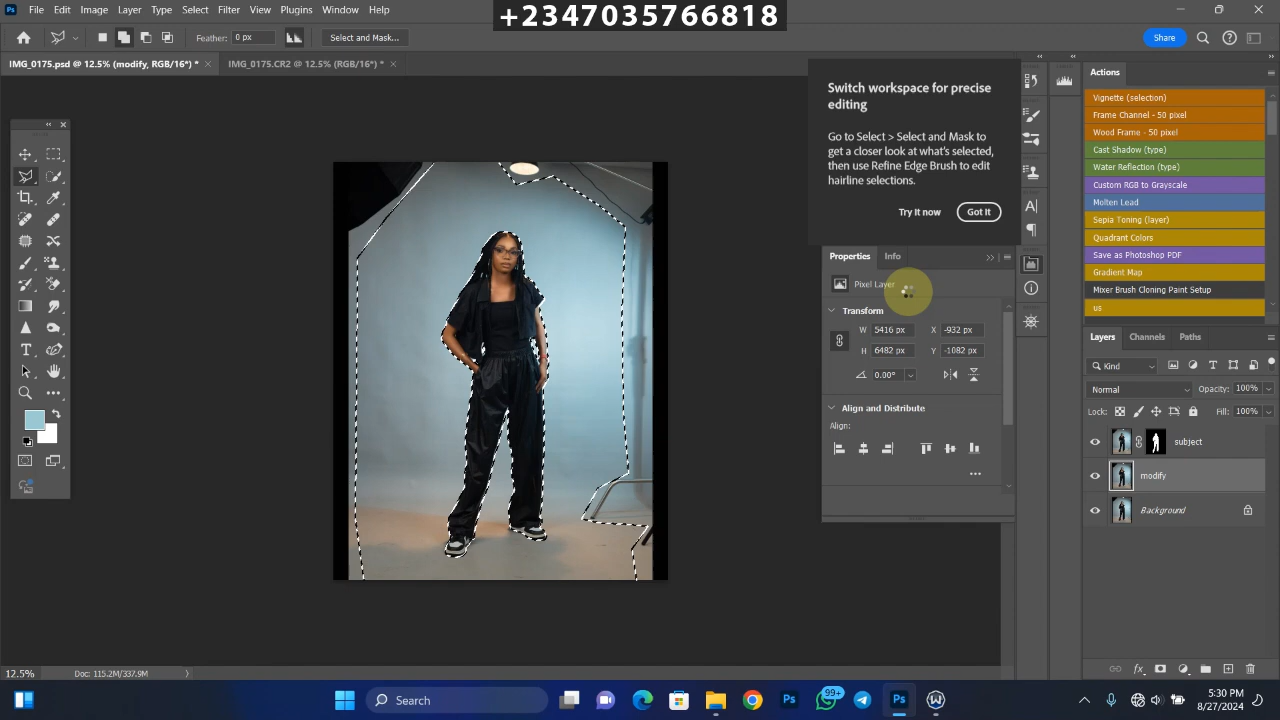 +2347035766818
Ps File Edit Image Layer Type Select Filter View Plugins Window Help
Feather: 0 px Select and Mask... Share
IMG_0175.psd @ 12.5% (modify, RGB/16*) * × IMG_0175.CR2 @ 12.5% (RGB/16*) * ×
Switch workspace for precise
editing
Go to Select > Select and Mask to
get a closer look at what's selected,
then use Refine Edge Brush to edit
hairline selections.
Try it now Got It
Properties Info
Pixel Layer
Transform
W 5416 px X -932 px
H 6482 px Y -1082 px
0.00°
Align and Distribute
Align:
Actions
Vignette (selection)
Frame Channel - 50 pixel
Wood Frame - 50 pixel
Cast Shadow (type)
Water Reflection (type)
Custom RGB to Grayscale
Molten Lead
Sepia Toning (layer)
Quadrant Colors
Save as Photoshop PDF
Gradient Map
Mixer Brush Cloning Paint Setup
us
Layers Channels Paths
Kind
Normal Opacity: 100%
Lock: Fill: 100%
subject
modify
Background
12.5% Doc: 115.2M/337.9M
Search
Ps
99+
Ps
5:30 PM
8/27/2024